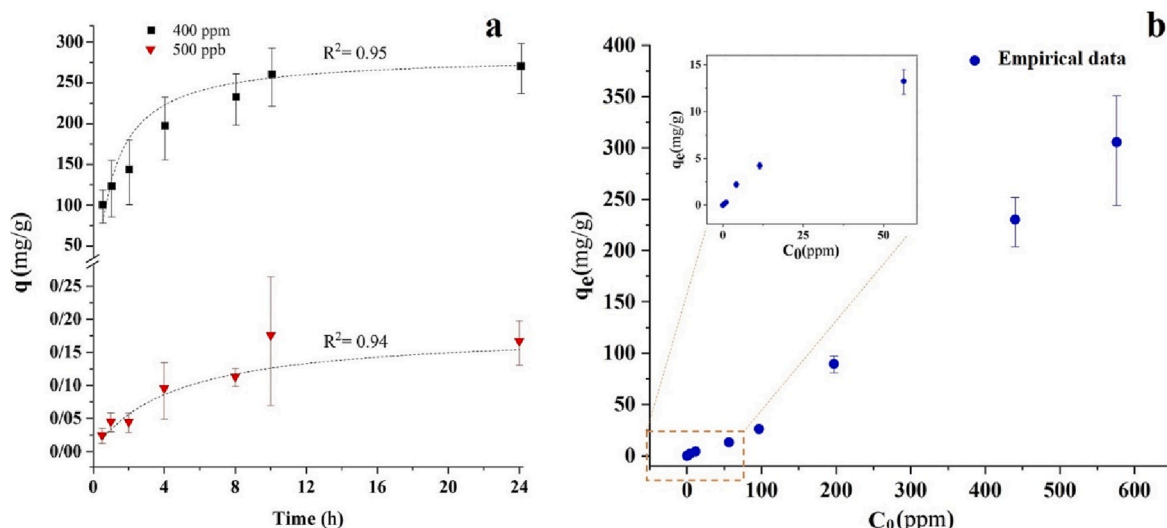 a
400 ppm
500 ppb
R²= 0.95
300
250
200
150
100
50
q (mg/g)
0/25
0/20
0/15
0/10
0/05
0/00
R²= 0.94
0 4 8 12 16 20 24
Time (h)
b
Empirical data
400
350
300
250
200
150
100
50
0
qe(mg/g)
15
10
5
0
qe(mg/g)
0 25 50
C0(ppm)
0 100 200 300 400 500 600
C0(ppm)